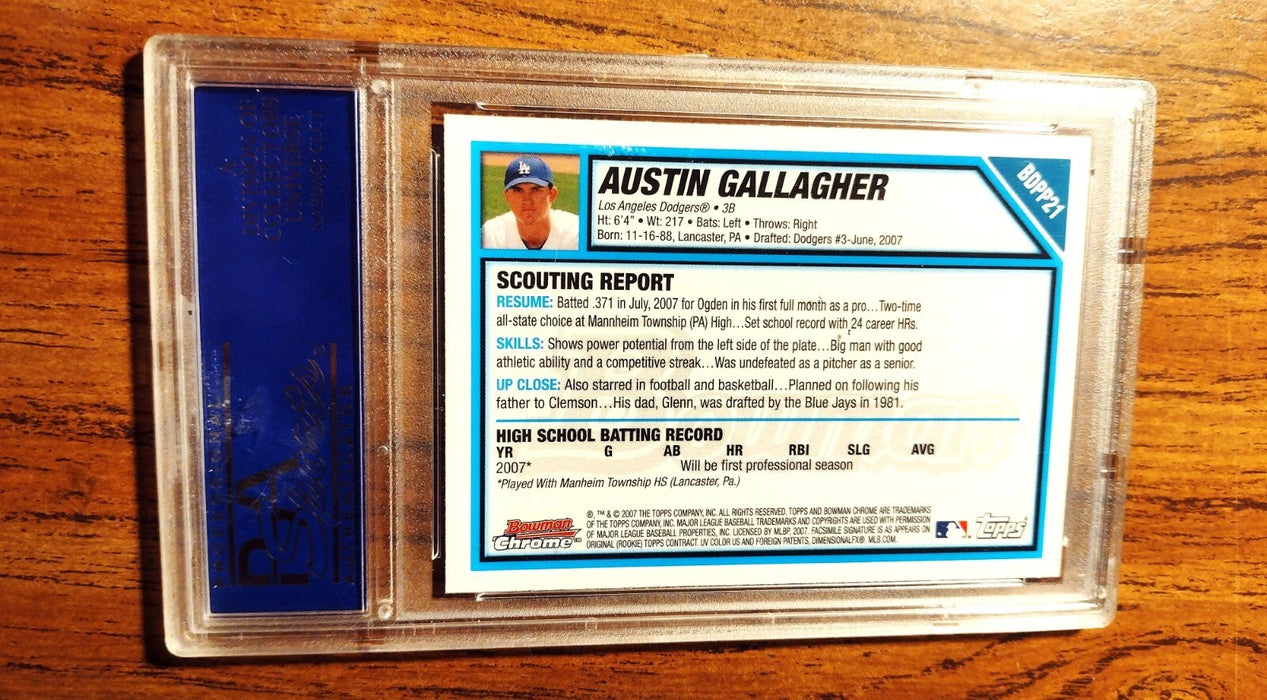 A
DIVISION OF
COLLECTORS
UNIVERSE
NASDAQ: CLCT
PSA
LA
AUSTIN GALLAGHER
BDPP21
Los Angeles Dodgers® • 3B
Ht: 6'4" • Wt: 217 • Bats: Left • Throws: Right
Born: 11-16-88, Lancaster, PA • Drafted: Dodgers #3-June, 2007
SCOUTING REPORT
RESUME: Batted .371 in July, 2007 for Ogden in his first full month as a pro...Two-time
all-state choice at Mannheim Township (PA) High...Set school record with 24 career HRs.
SKILLS: Shows power potential from the left side of the plate...Big man with good
athletic ability and a competitive streak...Was undefeated as a pitcher as a senior.
UP CLOSE: Also starred in football and basketball...Planned on following his
father to Clemson...His dad, Glenn, was drafted by the Blue Jays in 1981.
HIGH SCHOOL BATTING RECORD
YR G AB HR RBI SLG AVG
2007* Will be first professional season
*Played With Manheim Township HS (Lancaster, Pa.)
Bowman
Chrome
®, ™ & © 2007 THE TOPPS COMPANY, INC. ALL RIGHTS RESERVED. TOPPS AND BOWMAN CHROME ARE TRADEMARKS
OF THE TOPPS COMPANY, INC. MAJOR LEAGUE BASEBALL TRADEMARKS AND COPYRIGHTS ARE USED WITH PERMISSION
OF MAJOR LEAGUE BASEBALL PROPERTIES, INC. LICENSED BY MLBP, 2007. FACSIMILE SIGNATURE IS AS APPEARS ON
ORIGINAL (ROOKIE) TOPPS CONTRACT. UV COLOR US AND FOREIGN PATENTS, DIMENSIONALFX®. MLB.COM.
Topps